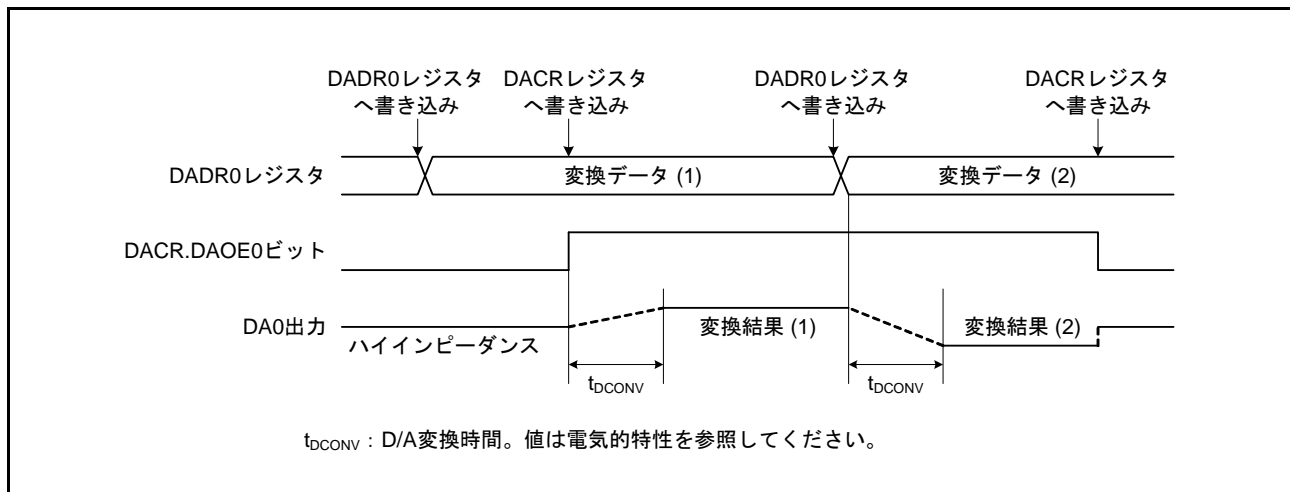 DADR0レジスタ
へ書き込み
DACRレジスタ
へ書き込み
DADR0レジスタ
へ書き込み
DACRレジスタ
へ書き込み
DADR0レジスタ
変換データ (1)
変換データ (2)
DACR.DAOE0ビット
DA0出力
ハイインピーダンス
変換結果 (1)
変換結果 (2)
tDCONV
tDCONV
tDCONV：D/A変換時間。値は電気的特性を参照してください。